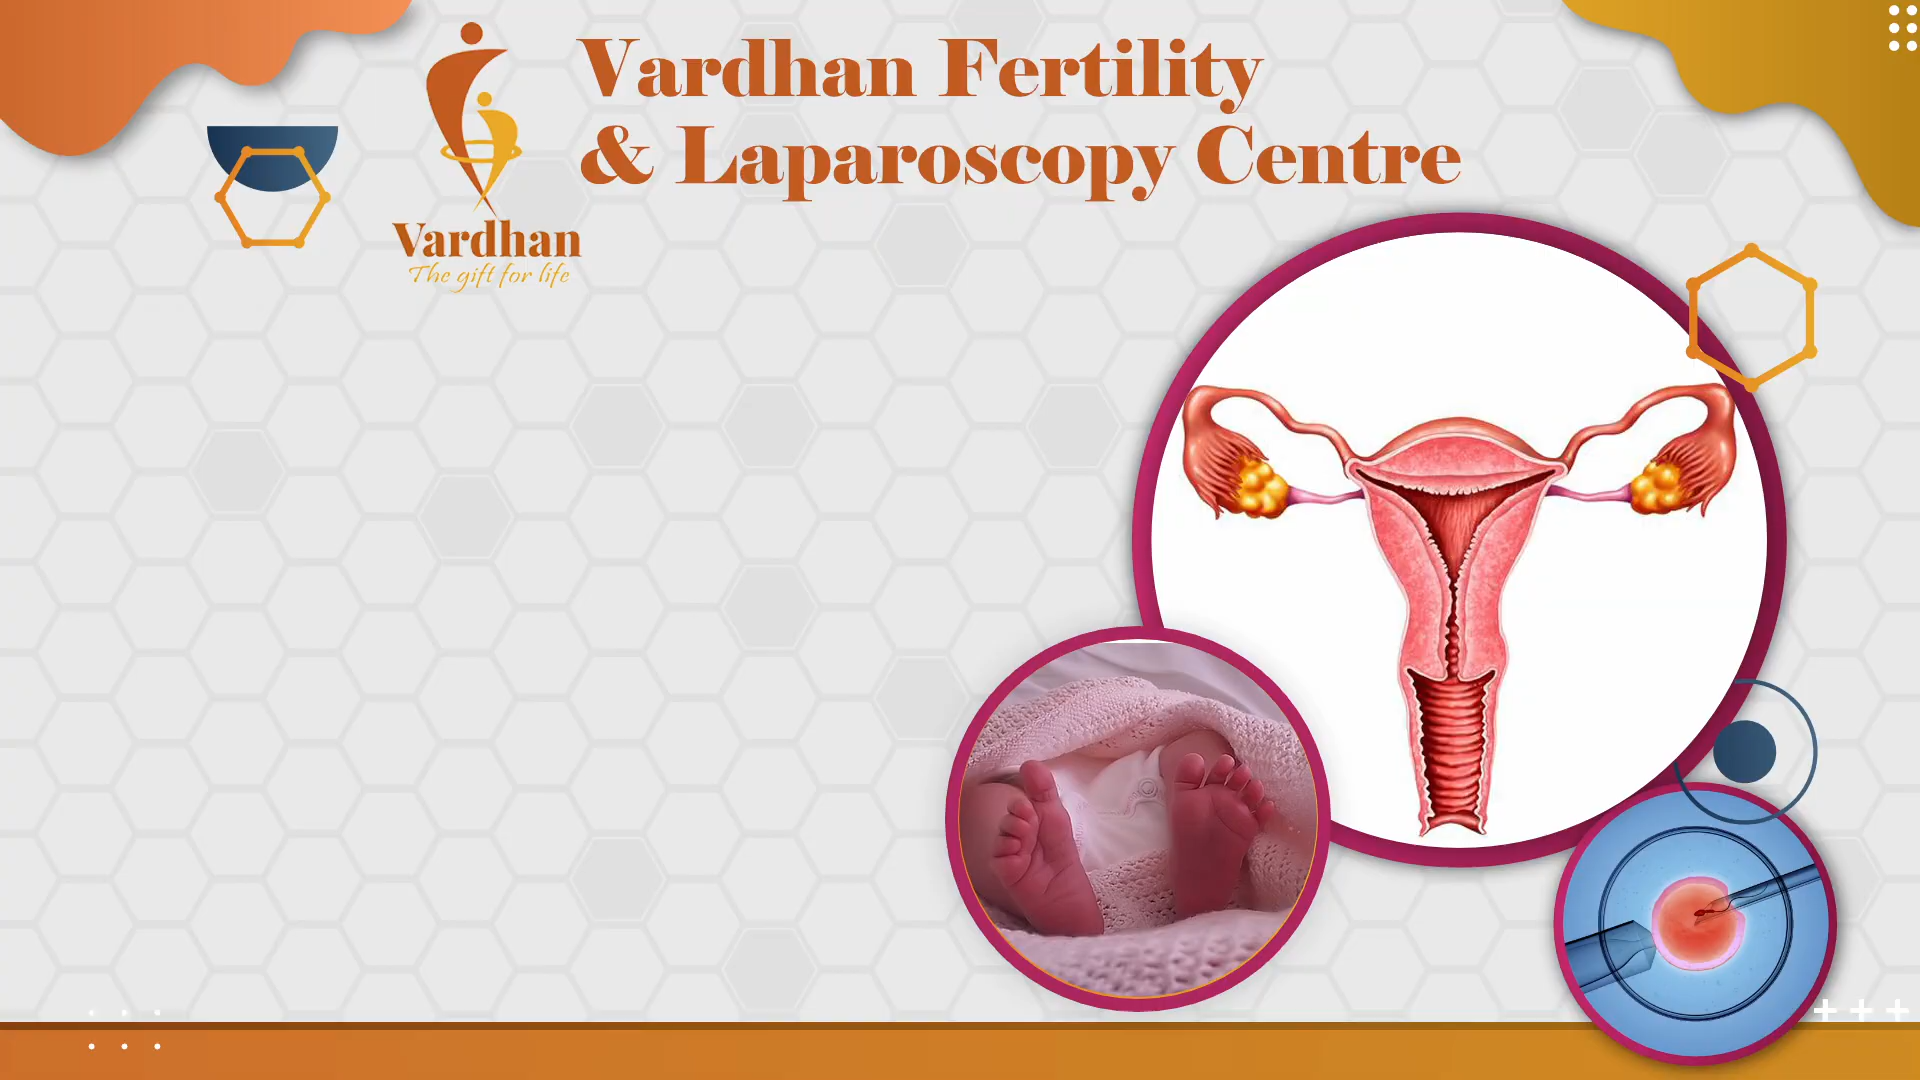 Vardhan Fertility
& Laparoscopy Centre
Vardhan
The gift for life